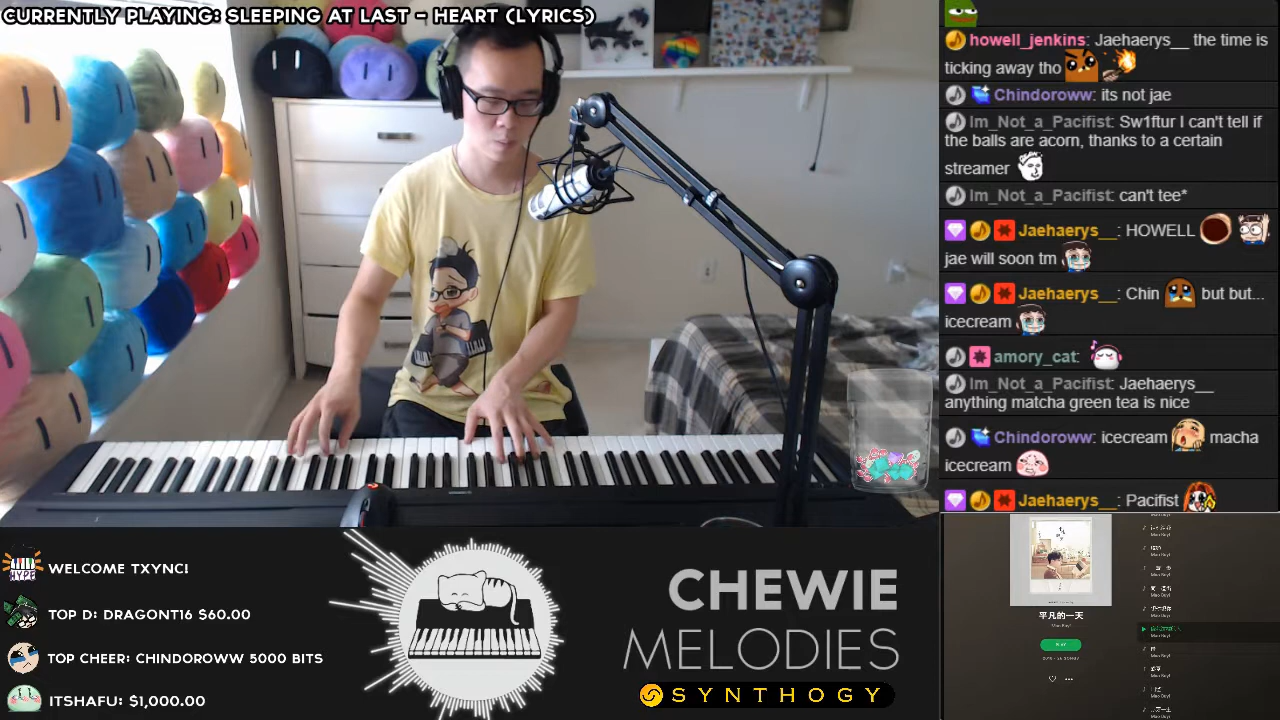 CURRENTLY PLAYING: SLEEPING AT LAST - HEART (LYRICS)
howell_jenkins: Jaehaerys__ the time is
ticking away tho
Chindoroww: its not jae
Im_Not_a_Pacifist: Sw1ftur I can't tell if
the balls are acorn, thanks to a certain
streamer
Im_Not_a_Pacifist: can't tee*
Jaehaerys__: HOWELL
jae will soon tm
Jaehaerys__: Chin but but...
icecream
amory_cat:
Im_Not_a_Pacifist: Jaehaerys__
anything matcha green tea is nice
Chindoroww: icecream macha
icecream
Jaehaerys__: Pacifist
HYPE
WELCOME TXYNC!
TOP D: DRAGONT16 $60.00
TOP CHEER: CHINDOROWW 5000 BITS
ITSHAFU: $1,000.00
CHEWIE
MELODIES
SYNTHOGY
平凡的一天
Mao Buyi
PLAY